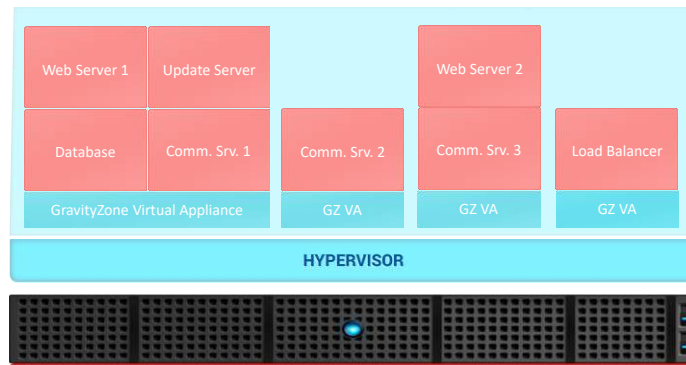 Web Server 1
Update Server
Web Server 2
Database
Comm. Srv. 1
Comm. Srv. 2
Comm. Srv. 3
Load Balancer
GravityZone Virtual Appliance
GZ VA
GZ VA
GZ VA
HYPERVISOR